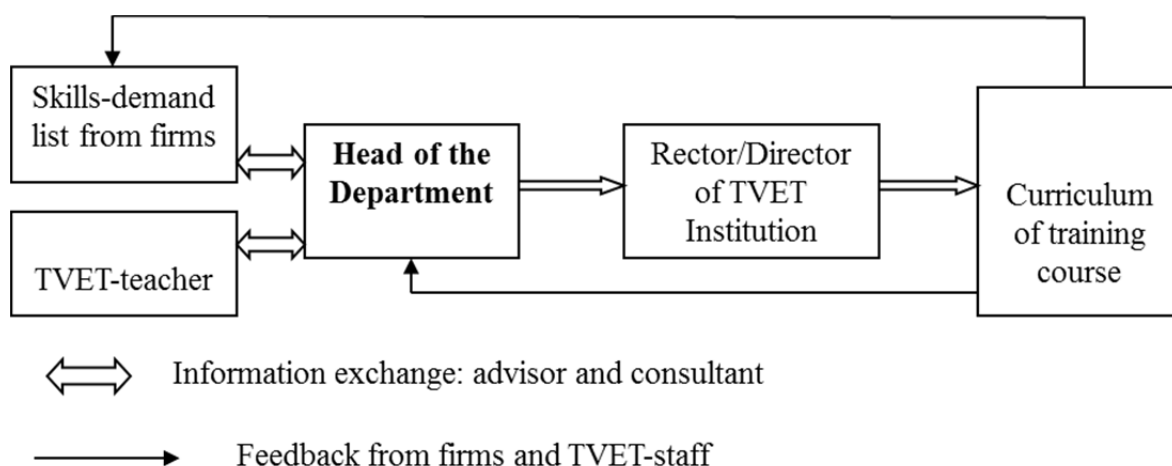 Skills-demand
list from firms
TVET-teacher
Head of the
Department
Rector/Director
of TVET
Institution
Curriculum
of training
course
Information exchange: advisor and consultant
Feedback from firms and TVET-staff